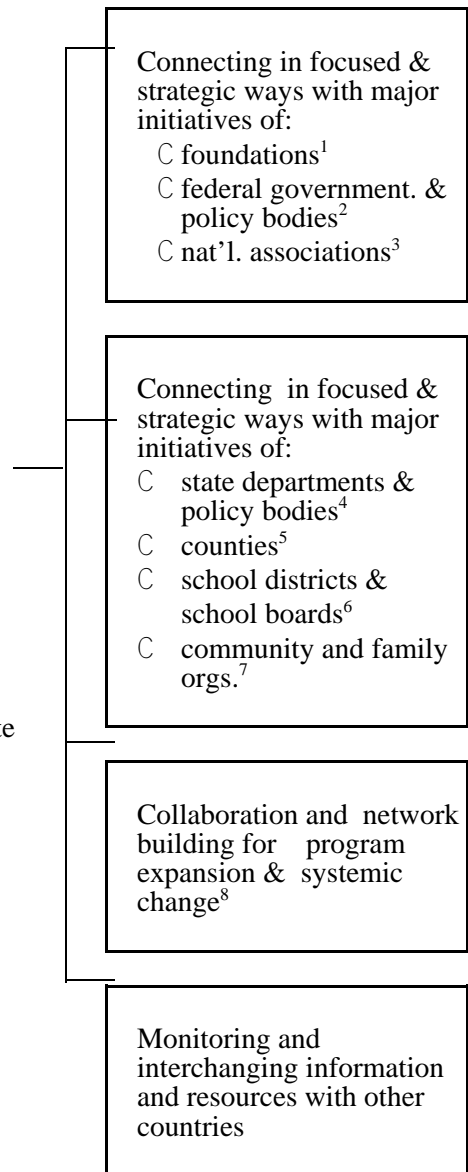 Connecting in focused &
strategic ways with major
initiatives of:
C foundations1
C federal government. &
policy bodies2
C nat’l. associations3
Connecting in focused &
strategic ways with major
initiatives of:
C state departments &
policy bodies4
C counties5
C school districts &
school boards6
C community and family
orgs.7
te
Collaboration and network
building for program
expansion & systemic
change8
Monitoring and
interchanging information
and resources with other
countries